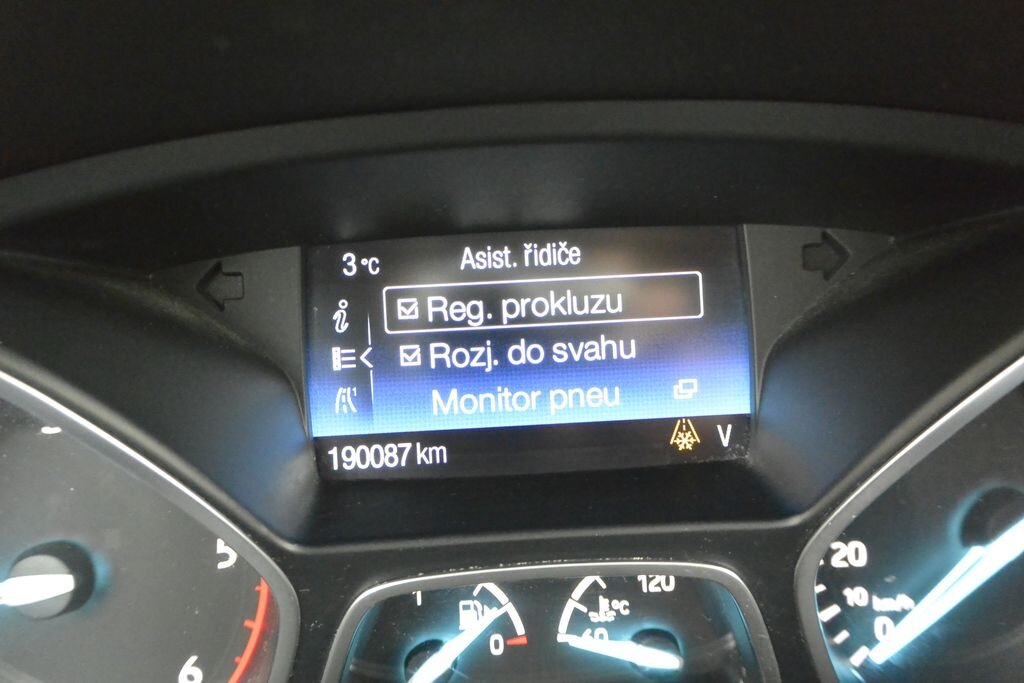 3°C
Asist. řidiče
Reg. prokluzu
Rozj. do svahu
Monitor pneu
190087 km
V
5
6
1
0
120
°C
60
20
10 km/h
0